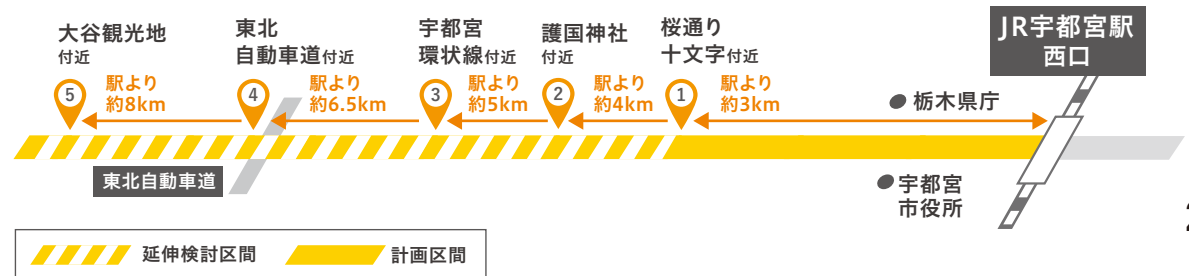 大谷観光地
付近
東北
自動車道付近
宇都宮
環状線付近
護国神社
付近
桜通り
十文字付近
JR宇都宮駅
西口
5
駅より
約8km
4
駅より
約6.5km
3
駅より
約5km
2
駅より
約4km
1
駅より
約3km
栃木県庁
東北自動車道
宇都宮
市役所
延伸検討区間
計画区間